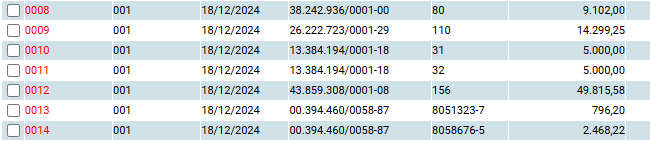 0008 001 18/12/2024 38.242.936/0001-00 80 9.102,00
0009 001 18/12/2024 26.222.723/0001-29 110 14.299,25
0010 001 18/12/2024 13.384.194/0001-18 31 5.000,00
0011 001 18/12/2024 13.384.194/0001-18 32 5.000,00
0012 001 18/12/2024 43.859.308/0001-08 156 49.815,58
0013 001 18/12/2024 00.394.460/0058-87 8051323-7 796,20
0014 001 18/12/2024 00.394.460/0058-87 8058676-5 2.468,22